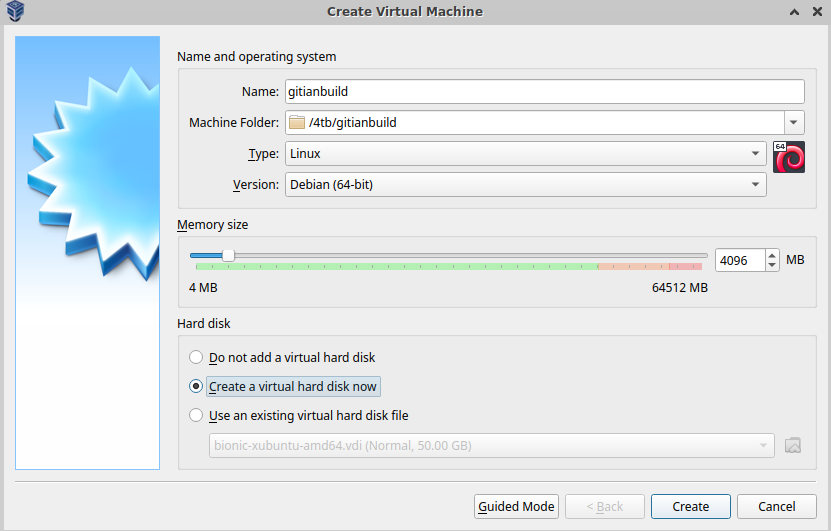 Create Virtual Machine
Name and operating system
Name: gitianbuild
Machine Folder: /4tb/gitianbuild
Type: Linux
64
Version: Debian (64-bit)
Memory size
4096 MB
4 MB 64512 MB
Hard disk
Do not add a virtual hard disk
Create a virtual hard disk now
Use an existing virtual hard disk file
bionic-xubuntu-amd64.vdi (Normal, 50.00 GB)
Guided Mode < Back Create Cancel